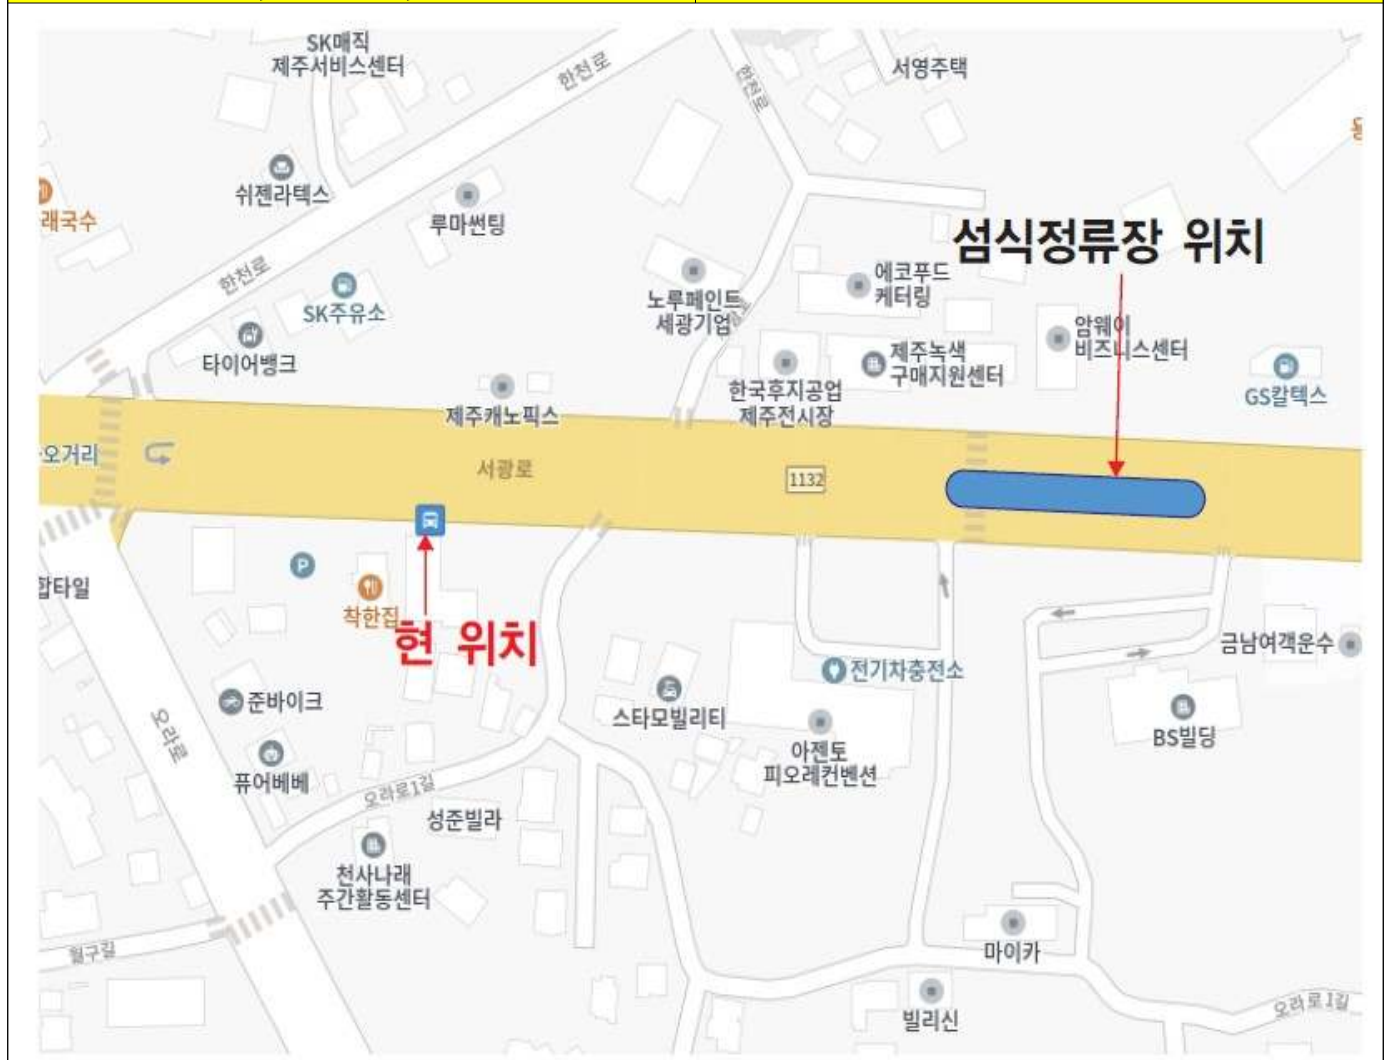 SK매직
제주서비스센터
한천로
한천로
서영주택
쉬젠라텍스
루마썬팅
래국수
섬식정류장 위치
한천로
SK주유소
노루페인트
세광기업
에코푸드
케터링
타이어뱅크
제주녹색
구매지원센터
암웨이
비즈니스센터
한국후지공업
제주전시장
GS칼텍스
제주캐노픽스
오거리
서광로
1132
P
합타일
착한집
현 위치
금남여객운수
전기차충전소
준바이크
스타모빌리티
오라로
BS빌딩
아젠토
피오레컨벤션
퓨어베베
오라로1길
성준빌라
천사나래
주간활동센터
월구길
마이카
빌리신
오라로1길